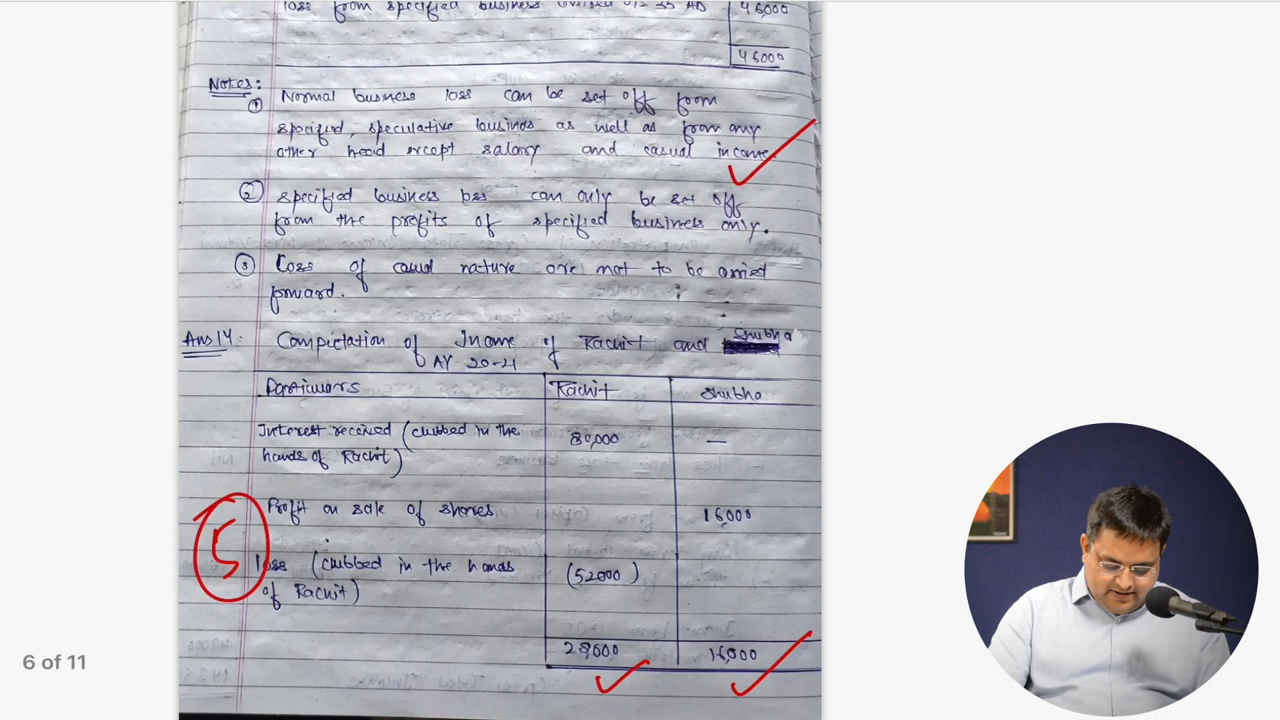 loss from specified business 46000
46000
Notes:
① Normal business loss can be set off from
specified, speculative business as well as from any
other head except salary and casual income.
② specified business loss can only be set off
from the profits of specified business only.
③ Loss of casual nature are not to be carried
forward.
Ans 14: Computation of Income of Rachit and Shubha
AY 20-21
Particulars Rachit Shubha
Interest received (clubbed in the 80,000 —
hands of Rachit)
Profit on sale of shares 16000
5
loss (clubbed in the hands (52000)
of Rachit)
28000 16000
6 of 11